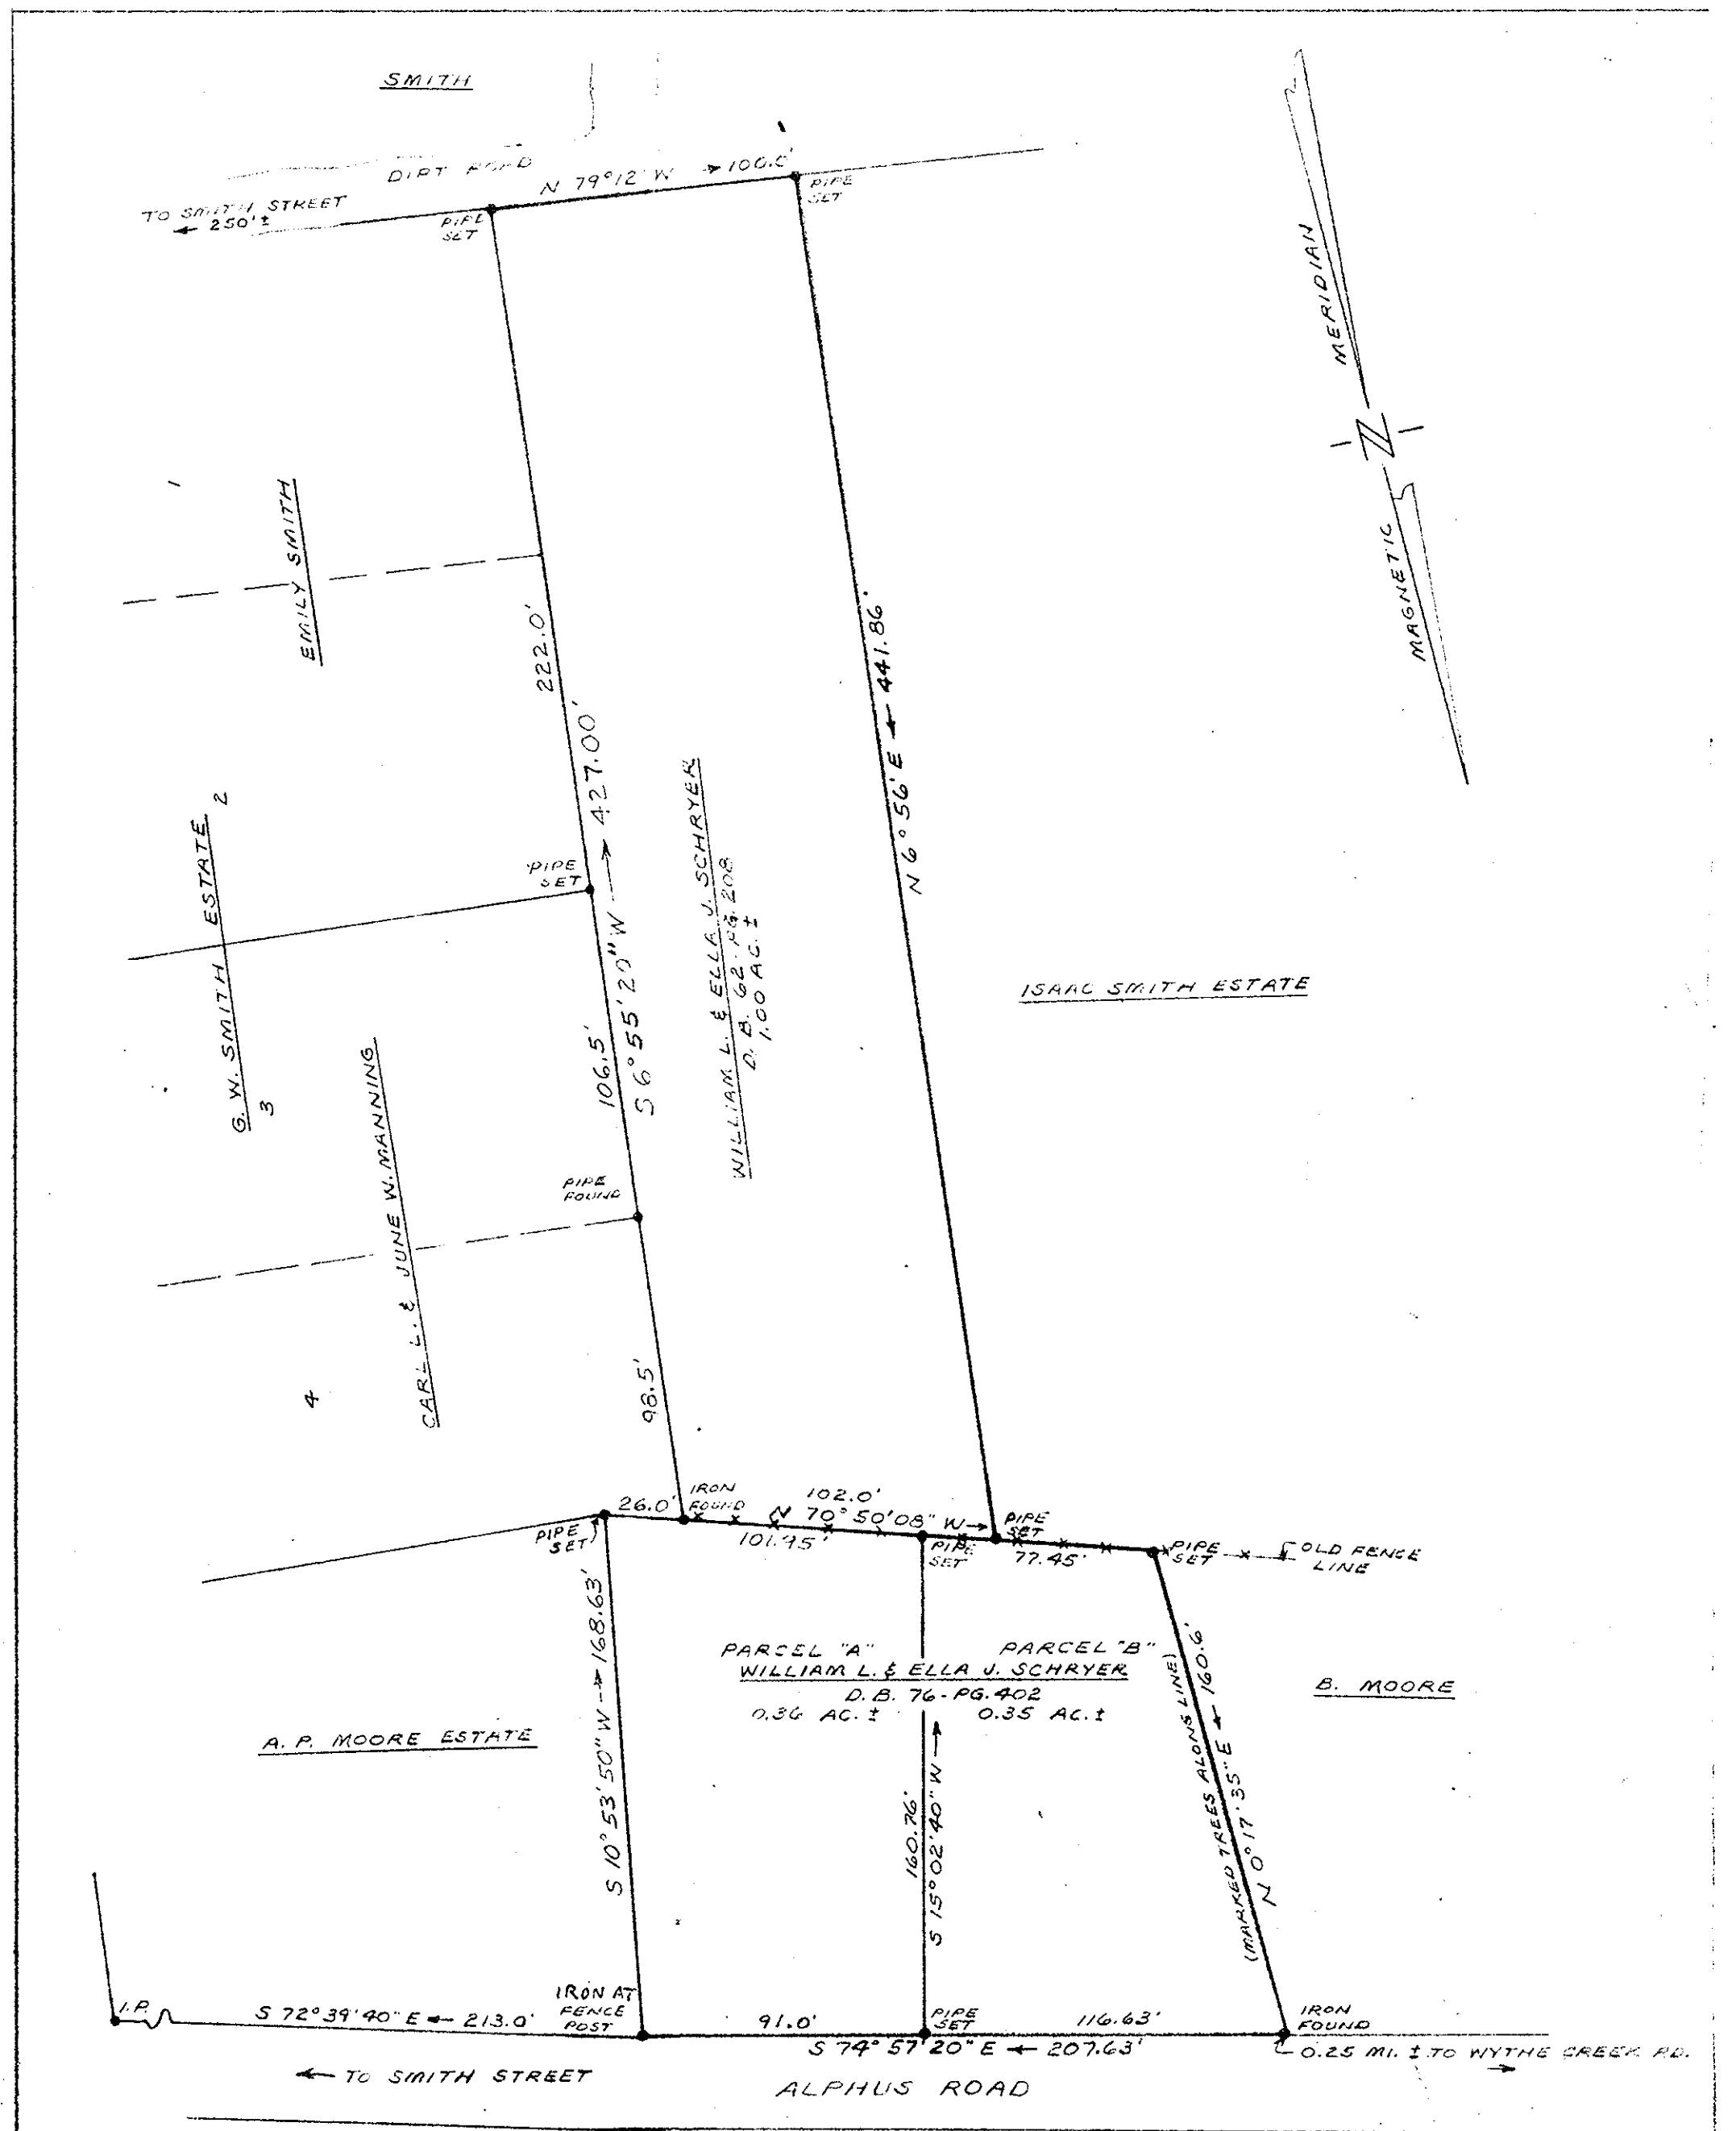 SMITH
DIRT ROAD
N 79°12' W → 100.0'
TO SMITH STREET
← 250'±
PIPE
SET
PIPE
SET
MERIDIAN
MAGNETIC
N
1
EMILY SMITH
222.0'
S 6°55'20" W → 427.00'
N 6°56' E ← 441.86'
2
G. W. SMITH ESTATE
3
PIPE
SET
WILLIAM L. & ELLA J. SCHRYER
D. B. 62 - PG. 208
1.00 AC. ±
ISAAC SMITH ESTATE
106.5'
CARL L. & JUNE W. MANNING
PIPE
FOUND
4
98.5'
26.0'
IRON
FOUND
102.0'
N 70°50'08" W →
101.95'
PIPE
SET
PIPE
SET
PIPE
SET
77.45'
PIPE
SET
OLD FENCE
LINE
S 10°53'50" W → 168.63'
PARCEL "A"
PARCEL "B"
WILLIAM L. & ELLA J. SCHRYER
D. B. 76 - PG. 402
0.36 AC. ±
0.35 AC. ±
(MARKED TREES ALONG LINE)
N 0°17'35" E ← 160.6'
B. MOORE
A. P. MOORE ESTATE
160.76'
S 15°02'40" W →
I.P.
S 72°39'40" E ← 213.0'
IRON AT
FENCE
POST
91.0'
PIPE
SET
116.63'
IRON
FOUND
S 74°57'20" E ← 207.63'
0.25 MI. ± TO WYTHE CREEK RD.
→
← TO SMITH STREET
ALPHUS ROAD